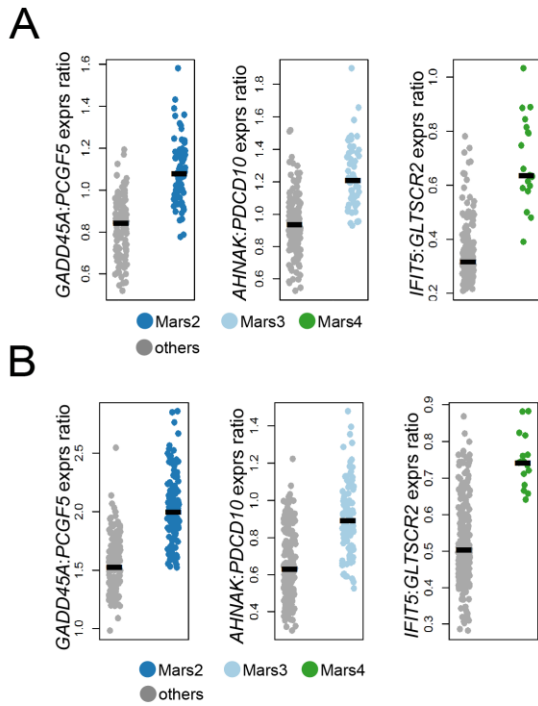 A
GADD45A:PCGF5 exprs ratio
0.6 0.8 1.0 1.2 1.4 1.6
AHNAK:PDCD10 exprs ratio
0.6 0.8 1.0 1.2 1.4 1.6 1.8
IFIT5:GLTSCR2 exprs ratio
0.2 0.4 0.6 0.8 1.0
Mars2 Mars3 Mars4
others
B
GADD45A:PCGF5 exprs ratio
1.0 1.5 2.0 2.5
AHNAK:PDCD10 exprs ratio
0.4 0.6 0.8 1.0 1.2 1.4
IFIT5:GLTSCR2 exprs ratio
0.3 0.4 0.5 0.6 0.7 0.8 0.9
Mars2 Mars3 Mars4
others